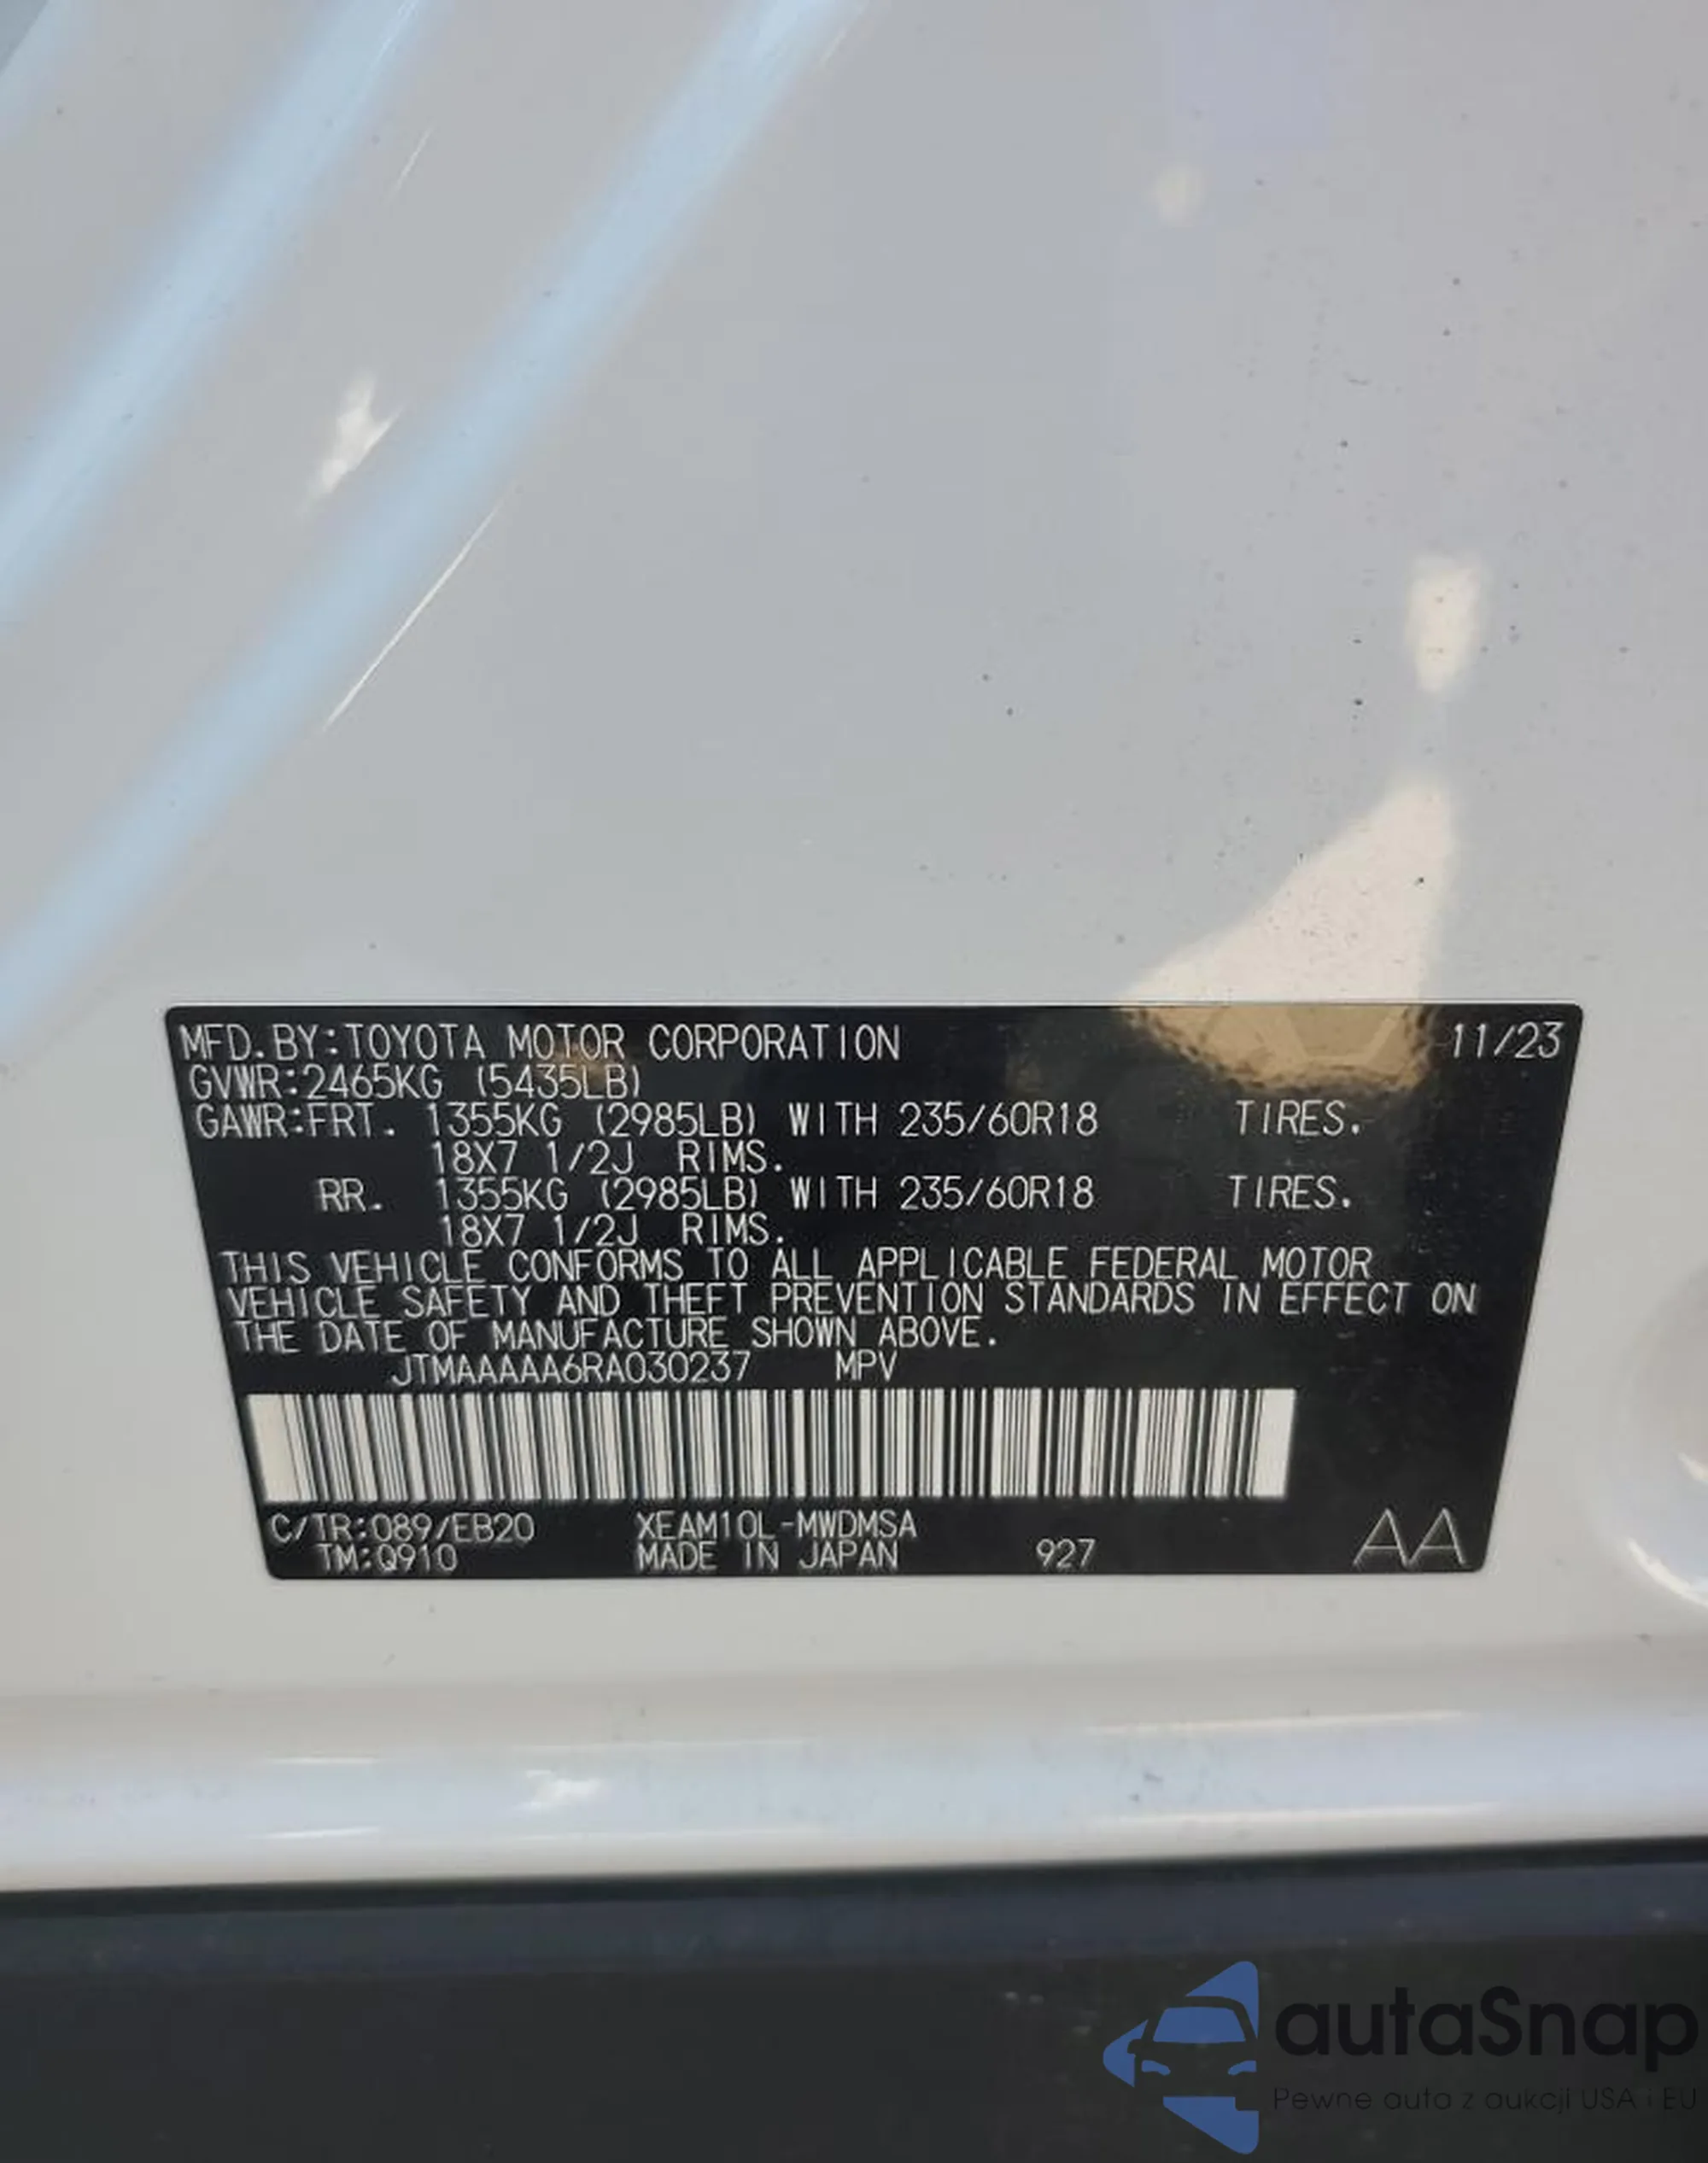 MFD.BY:TOYOTA MOTOR CORPORATION 11/23
GVWR:2465KG (5435LB)
GAWR:FRT. 1355KG (2985LB) WITH 235/60R18 TIRES.
18X7 1/2J RIMS.
RR. 1355KG (2985LB) WITH 235/60R18 TIRES.
18X7 1/2J RIMS.
THIS VEHICLE CONFORMS TO ALL APPLICABLE FEDERAL MOTOR
VEHICLE SAFETY AND THEFT PREVENTION STANDARDS IN EFFECT ON
THE DATE OF MANUFACTURE SHOWN ABOVE.
JTMAAAAA6RA030237 MPV
C/TR:089/EB20 XEAM10L-MWDMSA
TM:Q910 MADE IN JAPAN 927 AA
autaSnap
Pewne auta z aukcji USA i EU